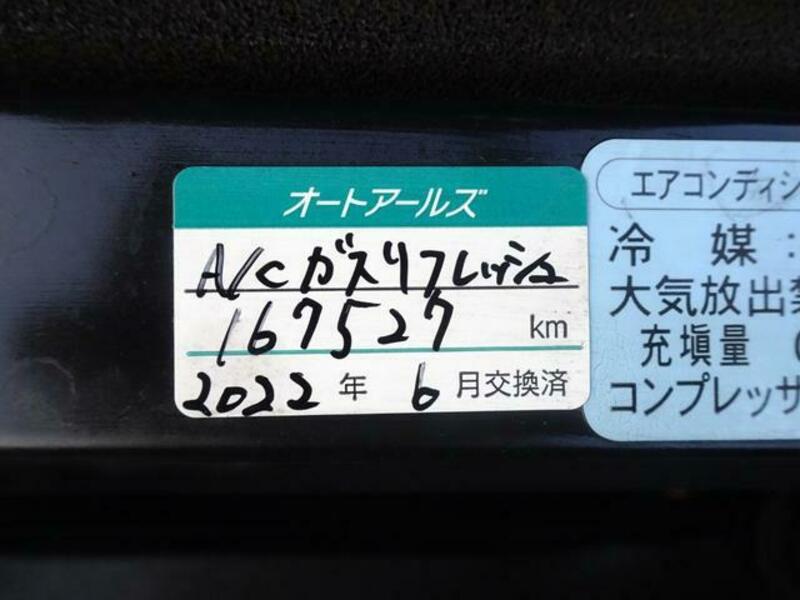 オートアールズ
A/C ガスリフレッシュ
167527 km
2022 年 6 月交換済
エアコンディシ
冷 媒:
大気放出禁
充塡量 (
コンプレッサ